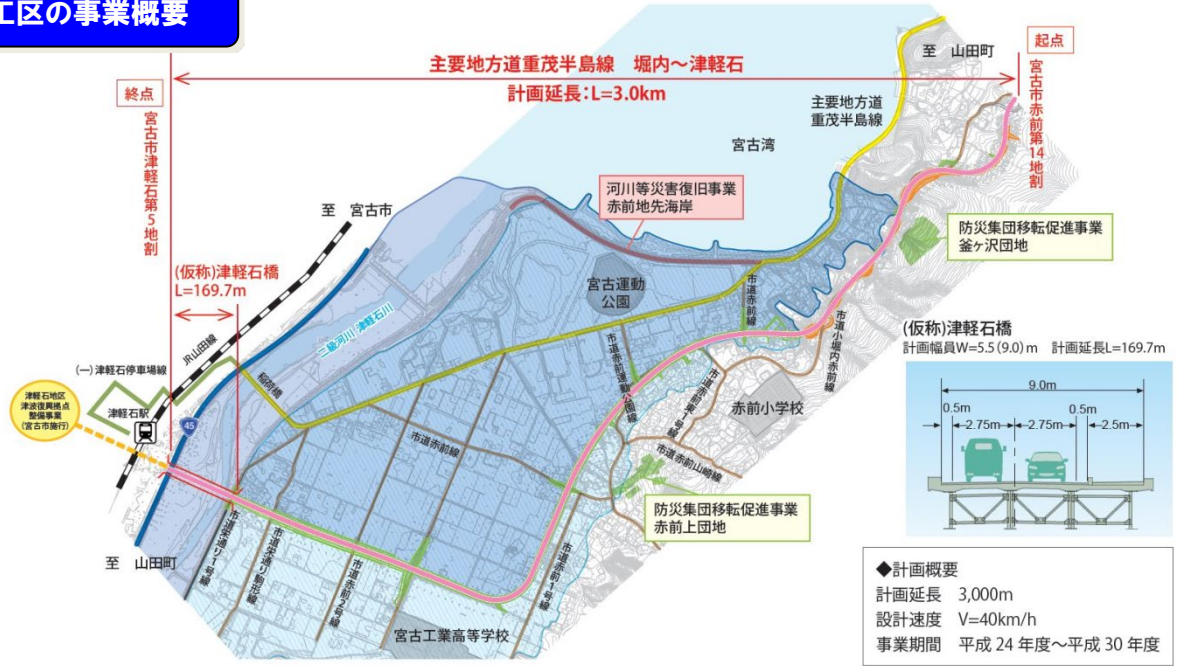 工区の事業概要
主要地方道重茂半島線 堀内～津軽石
計画延長：L=3.0km
起点
宮古市赤前第14地割
終点
宮古市津軽石第5地割
至 山田町
主要地方道
重茂半島線
宮古湾
河川等災害復旧事業
赤前地先海岸
至 宮古市
防災集団移転促進事業
釜ヶ沢団地
(仮称)津軽石橋
L=169.7m
宮古運動
公園
市道赤前線
二級河川 津軽石川
JR山田線
(一)津軽石停車場線
稲荷橋
津軽石駅
津軽石地区
津波復興拠点
整備事業
(宮古市施行)
45
市道赤前運動公園線
市道小堀内赤前線
市道赤前東1号線
赤前小学校
市道赤前線
市道赤前山崎線
防災集団移転促進事業
赤前上団地
至 山田町
市道栄通り1号線
市道栄通り駒形線
市道赤前2号線
市道赤前1号線
宮古工業高等学校
(仮称)津軽石橋
計画幅員W=5.5(9.0)m 計画延長L=169.7m
9.0m
0.5m
0.5m
2.75m
2.75m
2.5m
◆計画概要
計画延長 3,000m
設計速度 V=40km/h
事業期間 平成24年度～平成30年度